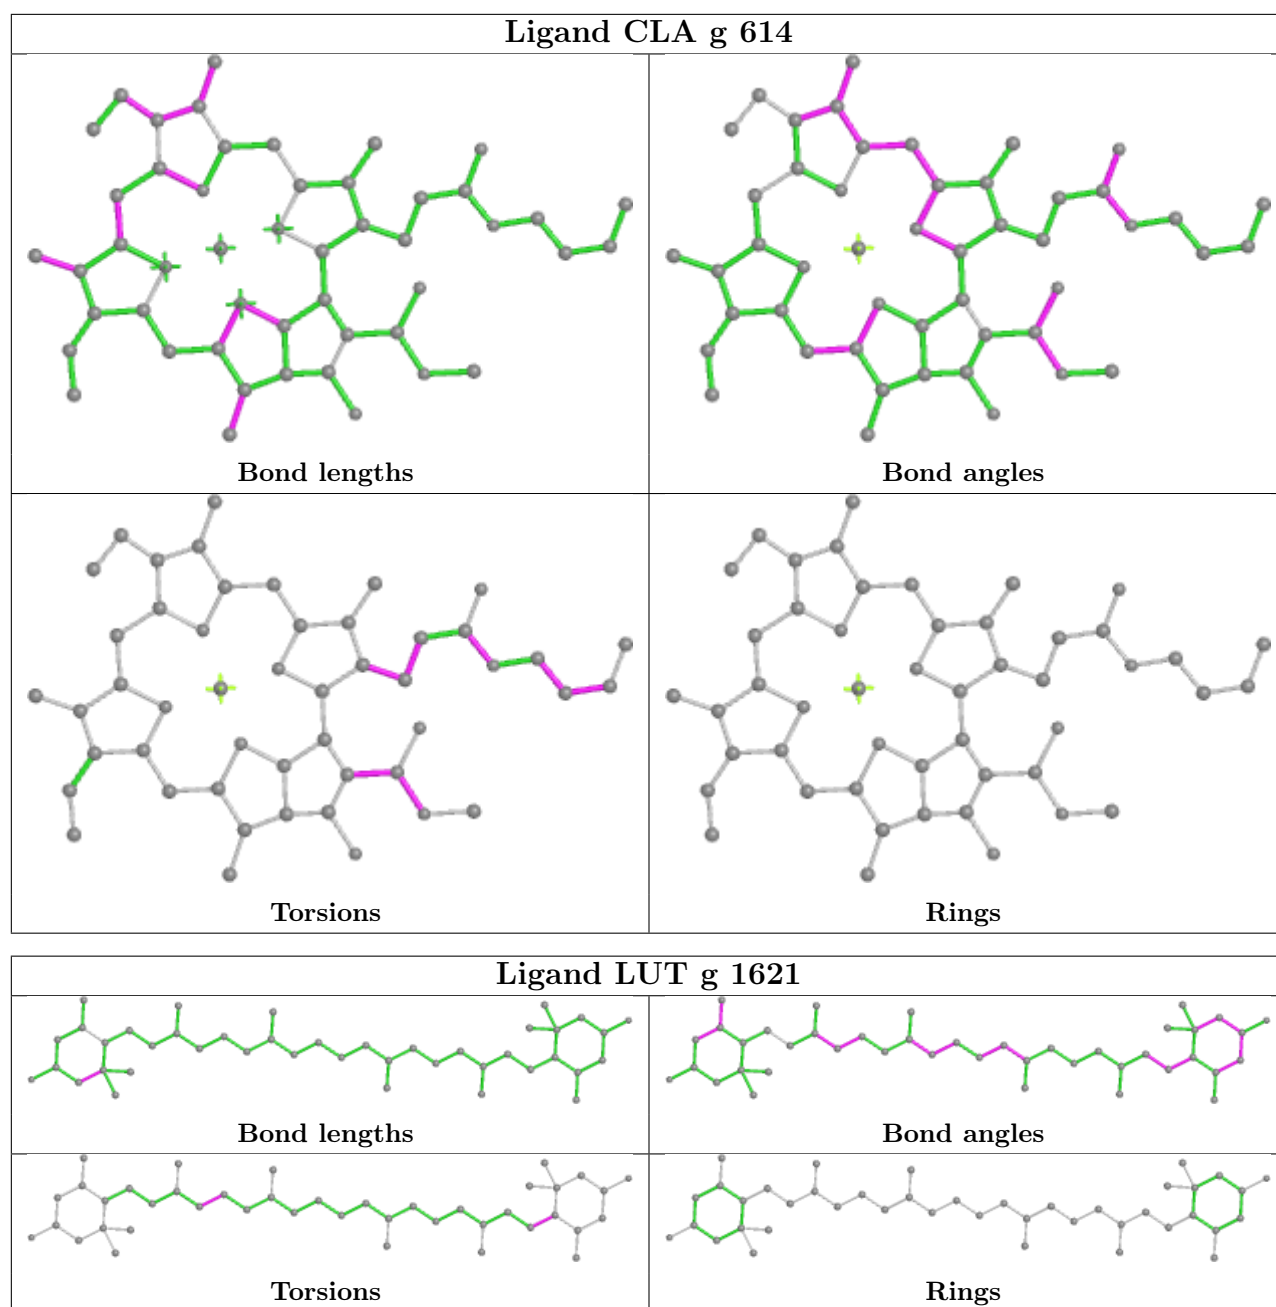 Ligand CLA g 614
Bond lengths
Bond angles
Torsions
Rings
Ligand LUT g 1621
Bond lengths
Bond angles
Torsions
Rings